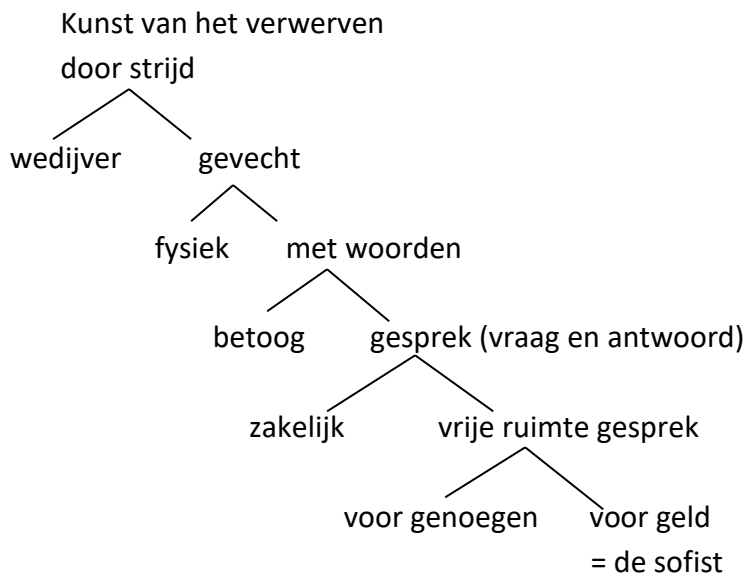 Kunst van het verwerven
door strijd
wedijver gevecht
fysiek met woorden
betoog gesprek (vraag en antwoord)
zakelijk vrije ruimte gesprek
voor genoegen voor geld
= de sofist